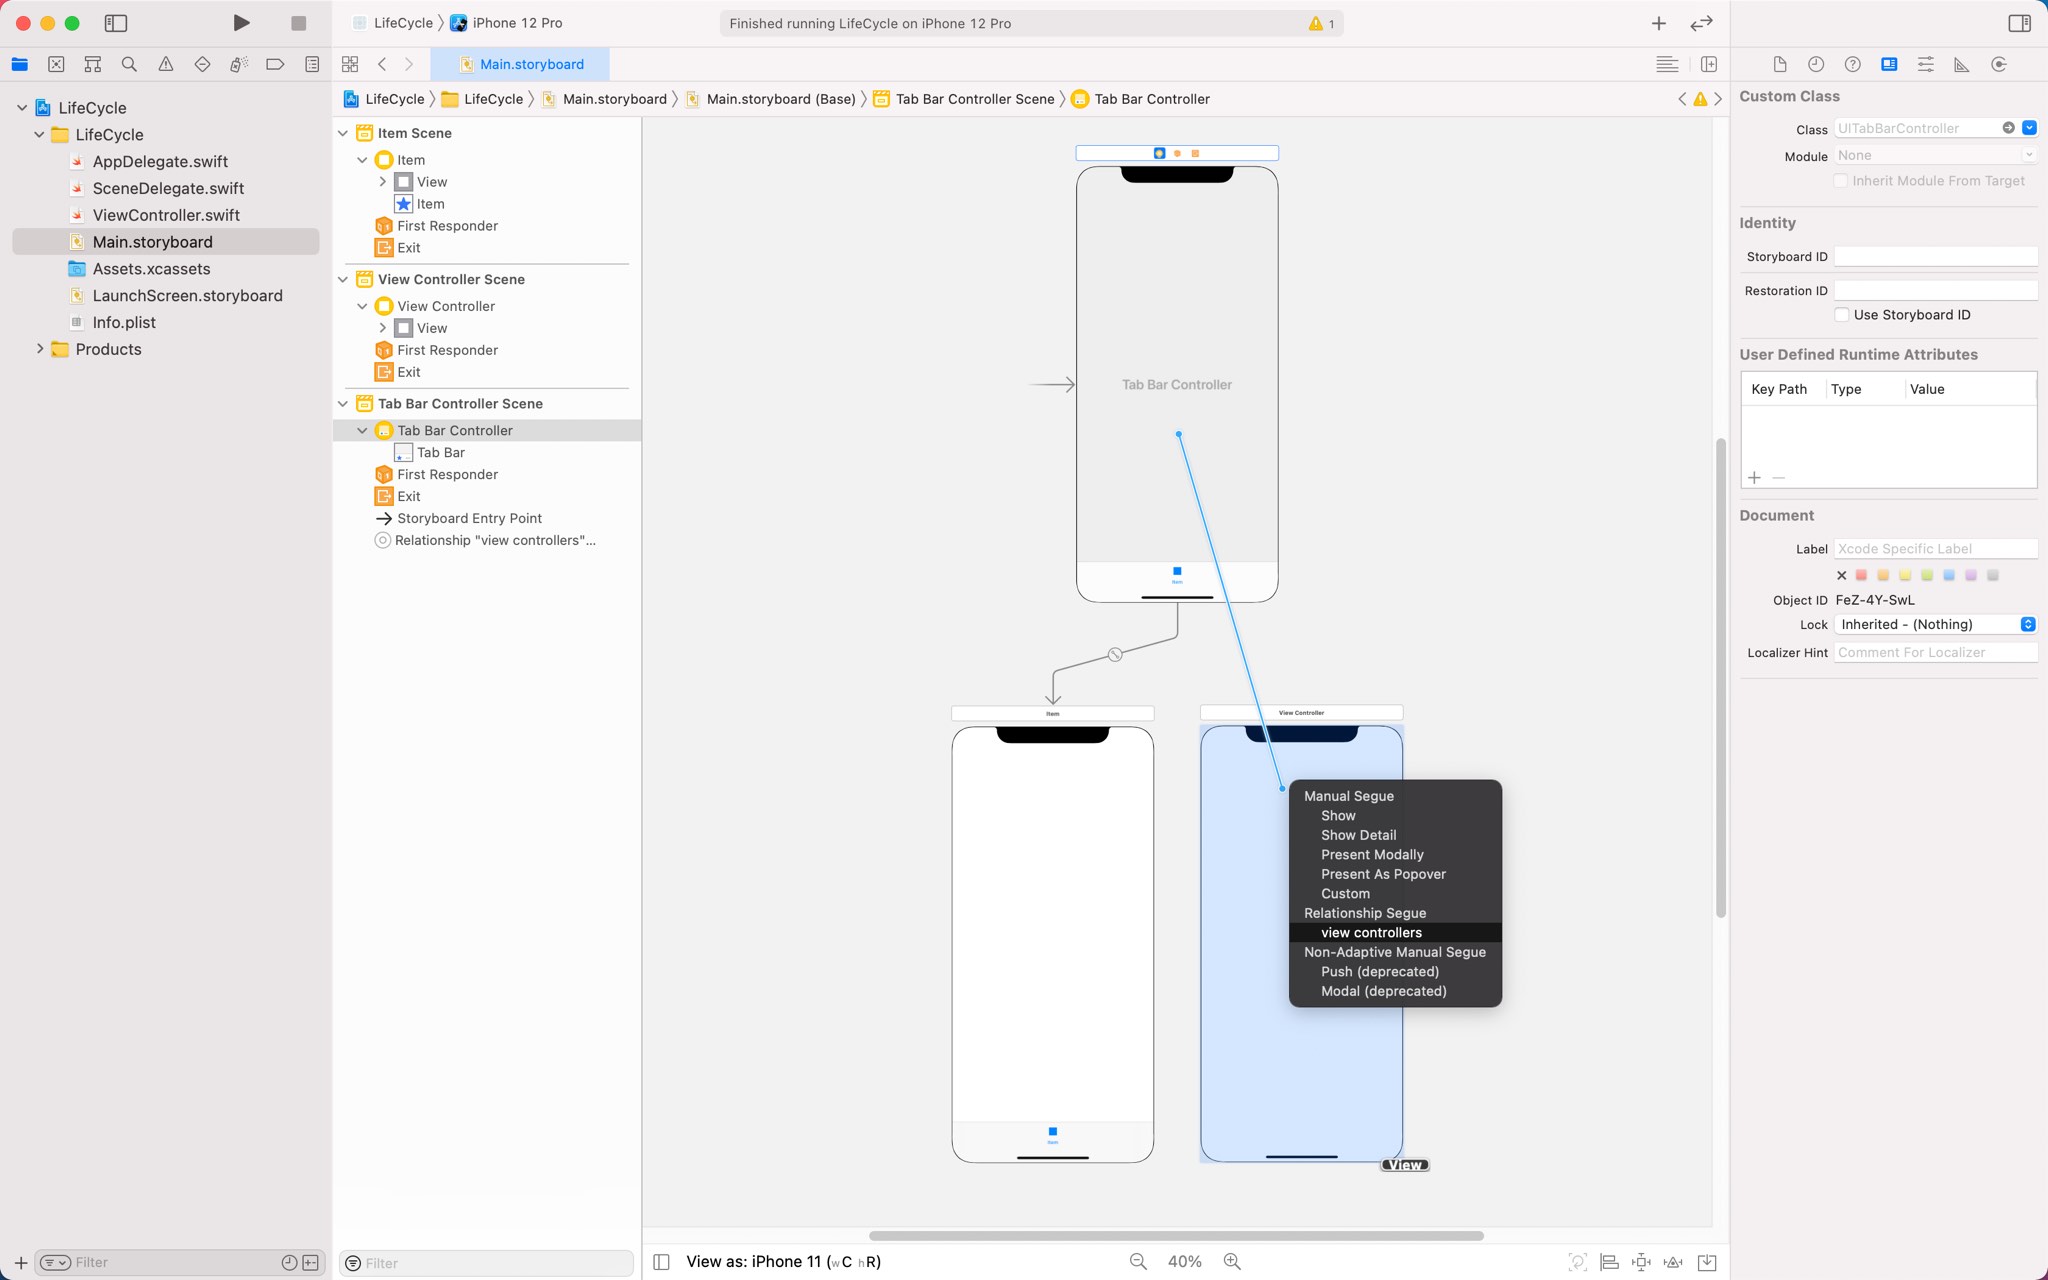 LifeCycle
iPhone 12 Pro
Finished running LifeCycle on iPhone 12 Pro
1
Main.storyboard
LifeCycle
LifeCycle
Main.storyboard
Main.storyboard (Base)
Tab Bar Controller Scene
Tab Bar Controller
LifeCycle
LifeCycle
AppDelegate.swift
SceneDelegate.swift
ViewController.swift
Main.storyboard
Assets.xcassets
LaunchScreen.storyboard
Info.plist
Products
Filter
Item Scene
Item
View
Item
First Responder
Exit
View Controller Scene
View Controller
View
First Responder
Exit
Tab Bar Controller Scene
Tab Bar Controller
Tab Bar
First Responder
Exit
Storyboard Entry Point
Relationship "view controllers"...
Filter
Tab Bar Controller
Item
Item
Item
View Controller
Manual Segue
Show
Show Detail
Present Modally
Present As Popover
Custom
Relationship Segue
view controllers
Non-Adaptive Manual Segue
Push (deprecated)
Modal (deprecated)
View
View as: iPhone 11 (wC hR)
40%
Custom Class
Class UITabBarController
Module None
Inherit Module From Target
Identity
Storyboard ID
Restoration ID
Use Storyboard ID
User Defined Runtime Attributes
Key Path Type Value
Document
Label Xcode Specific Label
Object ID FeZ-4Y-SwL
Lock Inherited - (Nothing)
Localizer Hint Comment For Localizer